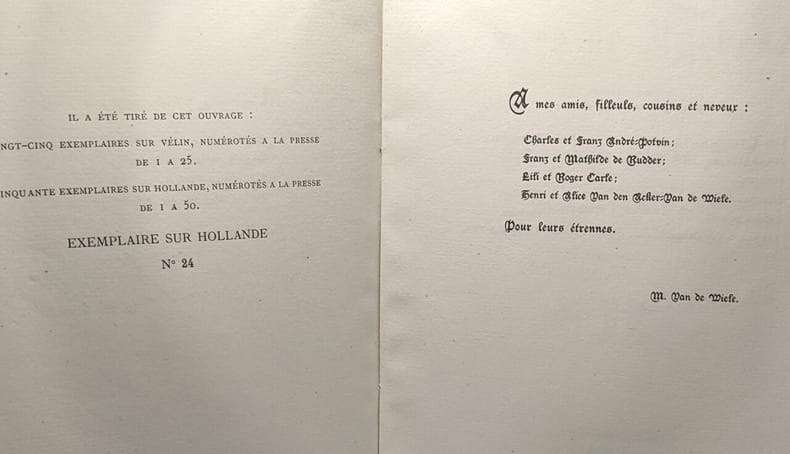 IL A ÉTÉ TIRÉ DE CET OUVRAGE :
NGT-CINQ EXEMPLAIRES SUR VÉLIN, NUMÉROTÉS A LA PRESSE
DE 1 A 25.
INQUANTE EXEMPLAIRES SUR HOLLANDE, NUMÉROTÉS A LA PRESSE
DE 1 A 50.
EXEMPLAIRE SUR HOLLANDE
N° 24
A mes amis, filleuls, cousins et neveux :
Charles et Franz André-Potvin;
Franz et Mathilde de Rudder;
Lili et Roger Carle;
Henri et Alice Van den Acker-Van de Wiele.
Pour leurs étrennes.
M. Van de Wiele.